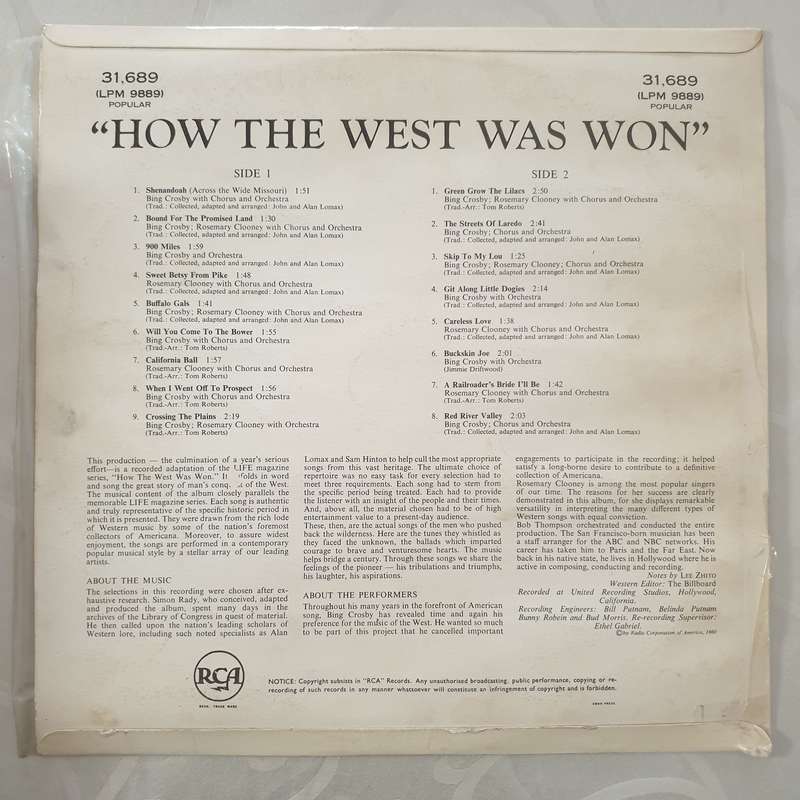 31,689
(LPM 9889)
POPULAR
31,689
(LPM 9889)
POPULAR
“HOW THE WEST WAS WON”
SIDE 1
1. Shenandoah (Across the Wide Missouri) 1:51
Bing Crosby with Chorus and Orchestra
(Trad.: Collected, adapted and arranged: John and Alan Lomax)
2. Bound For The Promised Land 1:30
Bing Crosby; Rosemary Clooney with Chorus and Orchestra
(Trad.: Collected, adapted and arranged: John and Alan Lomax)
3. 900 Miles 1:59
Bing Crosby and Orchestra
(Trad.: Collected, adapted and arranged: John and Alan Lomax)
4. Sweet Betsy From Pike 1:48
Rosemary Clooney with Chorus and Orchestra
(Trad.: Collected, adapted and arranged: John and Alan Lomax)
5. Buffalo Gals 1:41
Bing Crosby; Rosemary Clooney with Chorus and Orchestra
(Trad.: Collected, adapted and arranged: John and Alan Lomax)
6. Will You Come To The Bower 1:55
Bing Crosby with Chorus and Orchestra
(Trad.-Arr.: Tom Roberts)
7. California Ball 1:57
Rosemary Clooney with Chorus and Orchestra
(Trad.-Arr.: Tom Roberts)
8. When I Went Off To Prospect 1:56
Bing Crosby with Chorus and Orchestra
(Trad.-Arr.: Tom Roberts)
9. Crossing The Plains 2:19
Bing Crosby; Rosemary Clooney with Orchestra
(Trad.-Arr.: Tom Roberts)
SIDE 2
1. Green Grow The Lilacs 2:50
Bing Crosby; Rosemary Clooney with Chorus and Orchestra
(Trad.-Arr.: Tom Roberts)
2. The Streets Of Laredo 2:41
Bing Crosby; Chorus and Orchestra
(Trad.: Collected, adapted and arranged: John and Alan Lomax)
3. Skip To My Lou 1:25
Bing Crosby; Rosemary Clooney; Chorus and Orchestra
(Trad.: Collected, adapted and arranged: John and Alan Lomax)
4. Git Along Little Dogies 2:14
Bing Crosby with Orchestra
(Trad.: Collected, adapted and arranged: John and Alan Lomax)
5. Careless Love 1:38
Rosemary Clooney with Chorus and Orchestra
(Trad.: Collected, adapted and arranged: John and Alan Lomax)
6. Buckskin Joe 2:01
Bing Crosby with Orchestra
(Jimmie Driftwood)
7. A Railroader's Bride I'll Be 1:42
Rosemary Clooney with Chorus and Orchestra
(Trad.-Arr.: Tom Roberts)
8. Red River Valley 2:03
Bing Crosby; Chorus and Orchestra
(Trad.: Collected, adapted and arranged: John and Alan Lomax)
This production — the culmination of a year's serious
effort—is a recorded adaptation of the LIFE magazine
series, "How The West Was Won." It folds in word
and song the great story of man's conq of the West.
The musical content of the album closely parallels the
memorable LIFE magazine series. Each song is authentic
and truly representative of the specific historic period in
which it is presented. They were drawn from the rich lode
of Western music by some of the nation's foremost
collectors of Americana. Moreover, to assure widest
enjoyment, the songs are performed in a contemporary
popular musical style by a stellar array of our leading
artists.
ABOUT THE MUSIC
The selections in this recording were chosen after ex-
haustive research. Simon Rady, who conceived, adapted
and produced the album, spent many days in the
archives of the Library of Congress in quest of material.
He then called upon the nation's leading scholars of
Western lore, including such noted specialists as Alan
Lomax and Sam Hinton to help cull the most appropriate
songs from this vast heritage. The ultimate choice of
repertoire was no easy task for every selection had to
meet three requirements. Each song had to stem from
the specific period being treated. Each had to provide
the listener with an insight of the people and their times.
And, above all, the material chosen had to be of high
entertainment value to a present-day audience.
These, then, are the actual songs of the men who pushed
back the wilderness. Here are the tunes they whistled as
they faced the unknown, the ballads which imparted
courage to brave and venturesome hearts. The music
helps bridge a century. Through these songs we share the
feelings of the pioneer — his tribulations and triumphs,
his laughter, his aspirations.
ABOUT THE PERFORMERS
Throughout his many years in the forefront of American
song, Bing Crosby has revealed time and again his
preference for the music of the West. He wanted so much
to be part of this project that he cancelled important
engagements to participate in the recording; it helped
satisfy a long-borne desire to contribute to a definitive
collection of Americana.
Rosemary Clooney is among the most popular singers
of our time. The reasons for her success are clearly
demonstrated in this album, for she displays remarkable
versatility in interpreting the many different types of
Western songs with equal conviction.
Bob Thompson orchestrated and conducted the entire
production. The San Francisco-born musician has been
a staff arranger for the ABC and NBC networks. His
career has taken him to Paris and the Far East. Now
back in his native state, he lives in Hollywood where he is
active in composing, conducting and recording.
Notes by LEE ZHITO
Western Editor: The Billboard
Recorded at United Recording Studios, Hollywood,
California.
Recording Engineers: Bill Putnam, Belinda Putnam
Bunny Robein and Bud Morris. Re-recording Supervisor:
Ethel Gabriel.
© by Radio Corporation of America, 1960
RCA
REGD. TRADE MARK
NOTICE: Copyright subsists in "RCA" Records. Any unauthorised broadcasting, public performance, copying or re-
recording of such records in any manner whatsoever will constitute an infringement of copyright and is forbidden.